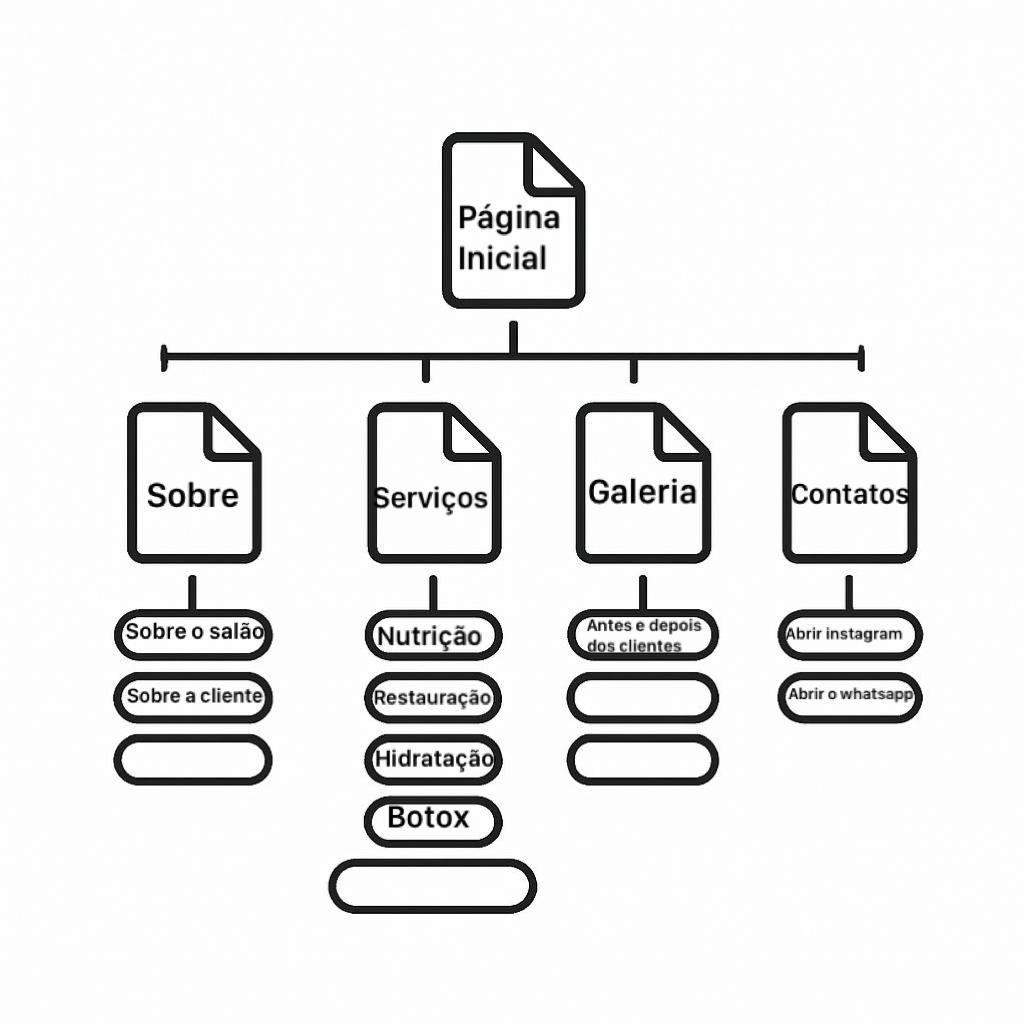 Página
Inicial
Sobre
Serviços
Galeria
Contatos
Sobre o salão
Sobre a cliente
Nutrição
Restauração
Hidratação
Botox
Antes e depois
dos clientes
Abrir instagram
Abrir o whatsapp